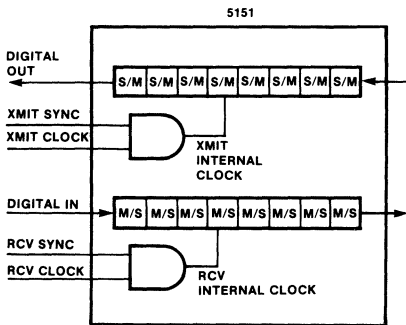 5151
DIGITAL
OUT
S/M S/M S/M S/M S/M S/M S/M S/M
XMIT SYNC
XMIT CLOCK
XMIT
INTERNAL
CLOCK
DIGITAL IN
M/S M/S M/S M/S M/S M/S M/S M/S
RCV SYNC
RCV CLOCK
RCV
INTERNAL CLOCK